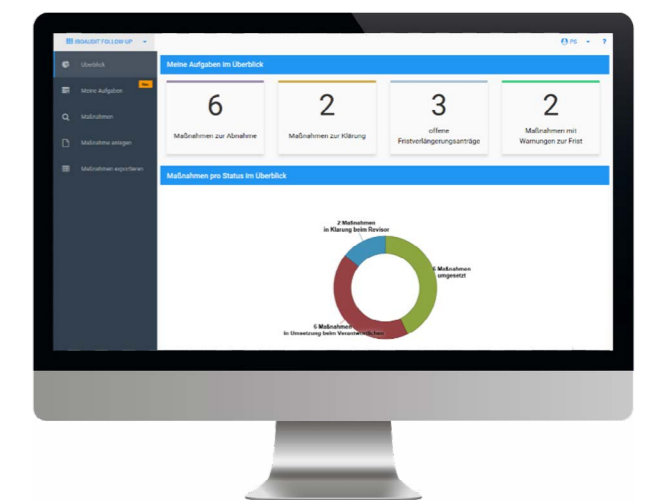 IBOAUDIT FOLLOW-UP
PS
?
Überblick
Meine Aufgaben
Neu
Maßnahmen
Maßnahme anlegen
Maßnahmen exportieren
Meine Aufgaben im Überblick
6
Maßnahmen zur Abnahme
2
Maßnahmen zur Klärung
3
offene
Fristverlängerungsanträge
2
Maßnahmen mit
Warnungen zur Frist
Maßnahmen pro Status im Überblick
2 Maßnahmen
in Klärung beim Revisor
6 Maßnahmen
umgesetzt
6 Maßnahmen
in Umsetzung beim Verantwortlichen